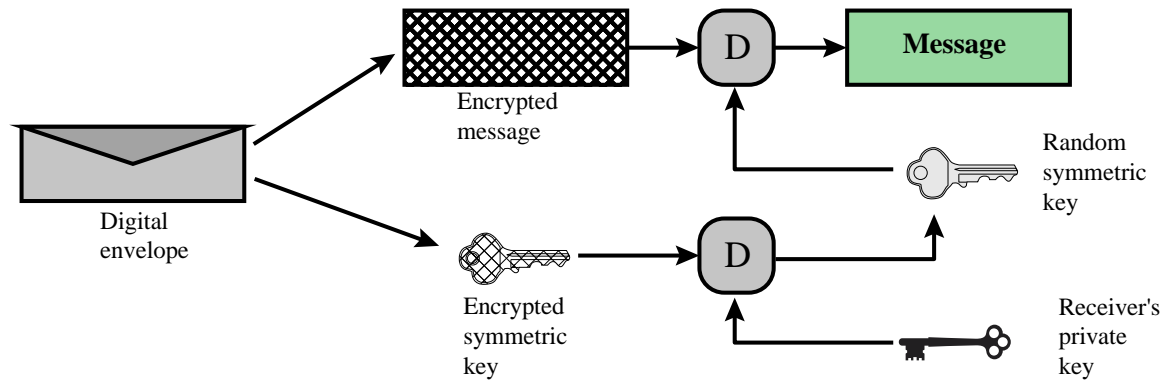 D
Message
Encrypted
message
Random
symmetric
key
Digital
envelope
D
Encrypted
symmetric
key
Receiver's
private
key